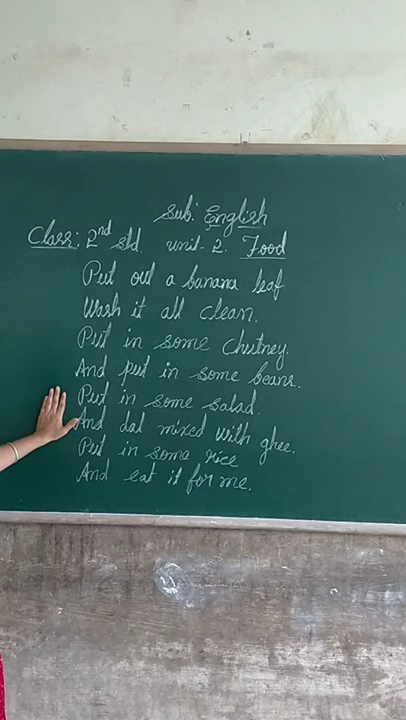 Sub: English
Class: 2nd std. unit-2. Food
Put out a banana leaf
Wash it all clean.
Put in some Chutney.
And put in some beans.
Put in some salad.
And dal mixed with ghee.
Put in some rice
And eat it for me.